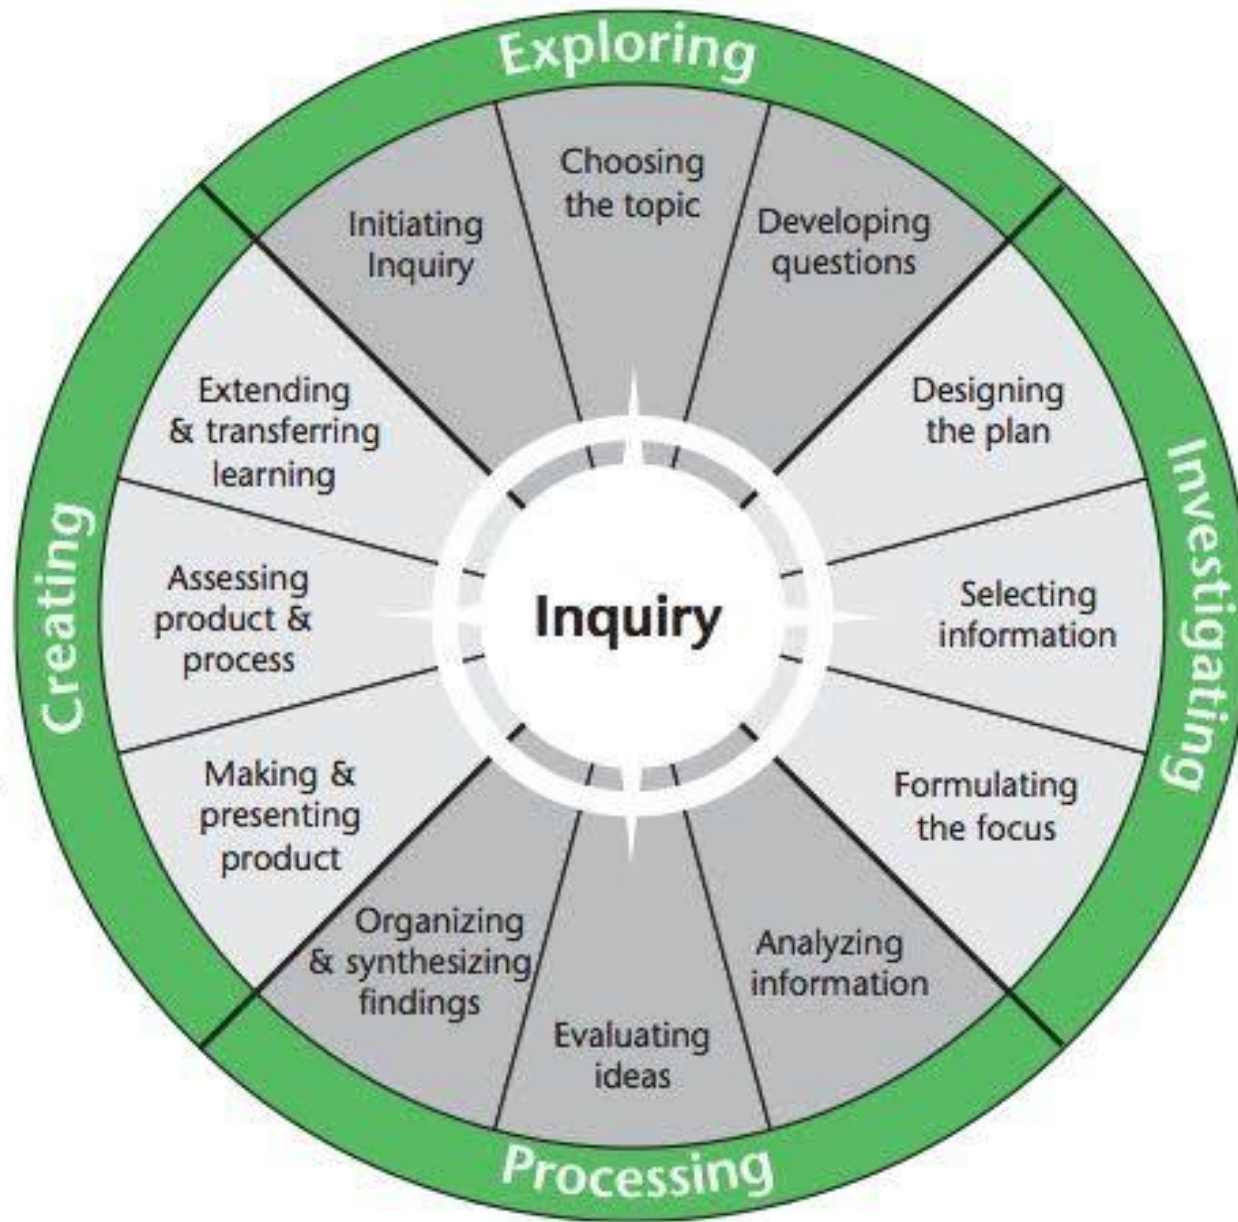 Exploring
Initiating
Inquiry
Choosing
the topic
Developing
questions
Investigating
Designing
the plan
Selecting
information
Formulating
the focus
Processing
Analyzing
information
Evaluating
ideas
Organizing
& synthesizing
findings
Creating
Making &
presenting
product
Assessing
product &
process
Extending
& transferring
learning
Inquiry